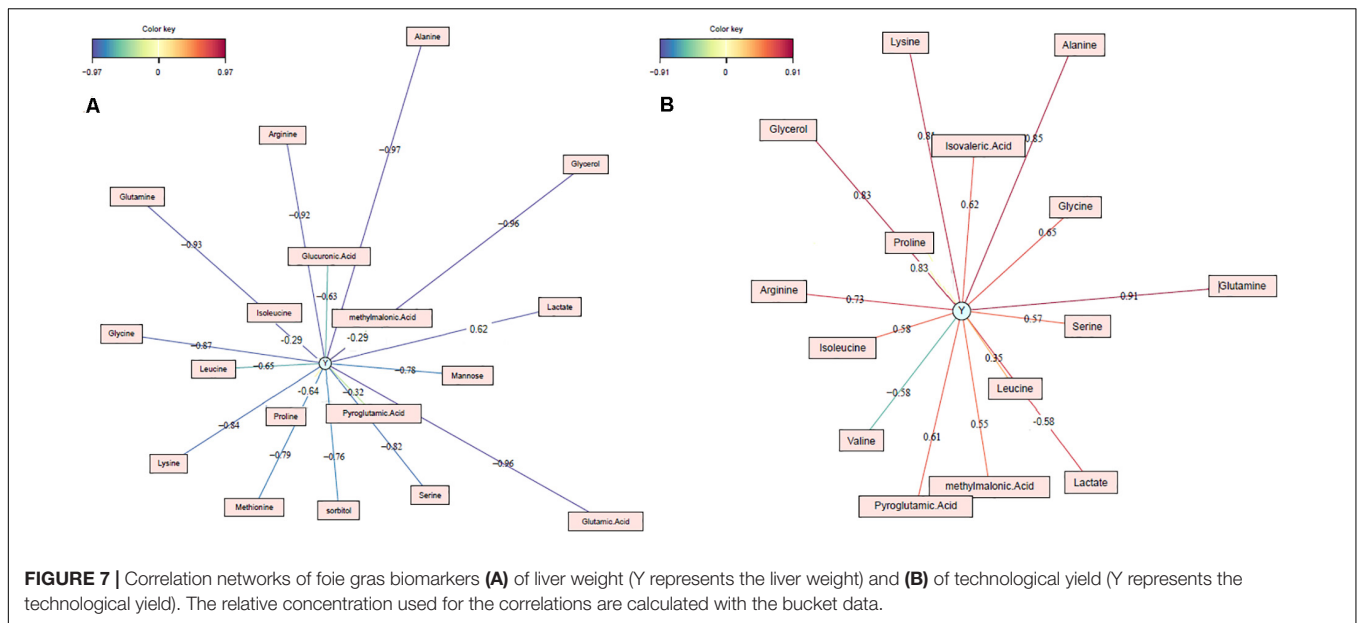 Color key
−0.97 0 0.97
A
Alanine
Arginine
−0.97
Glycerol
Glutamine
−0.92
−0.96
−0.93
Glucuronic.Acid
−0.63
Isoleucine
methylmalonic.Acid
Lactate
0.62
Glycine
−0.87
−0.29
-0.29
Leucine
−0.65
−0.78
Mannose
-0.64
−0.32
Proline
Pyroglutamic.Acid
−0.84
−0.82
Lysine
−0.79
−0.76
−0.96
Methionine
sorbitol
Serine
Glutamic.Acid
Color key
−0.91 0 0.91
B
Lysine
Alanine
Glycerol
0.81
Isovaleric.Acid
0.85
0.83
0.62
Glycine
0.65
Proline
0.83
Arginine
0.73
Y
0.91
Glutamine
0.57
Serine
Isoleucine
0.58
0.35
Leucine
−0.58
Valine
0.61
0.55
-0.58
methylmalonic.Acid
Lactate
Pyroglutamic.Acid
Y
FIGURE 7 | Correlation networks of foie gras biomarkers (A) of liver weight (Y represents the liver weight) and (B) of technological yield (Y represents the
technological yield). The relative concentration used for the correlations are calculated with the bucket data.